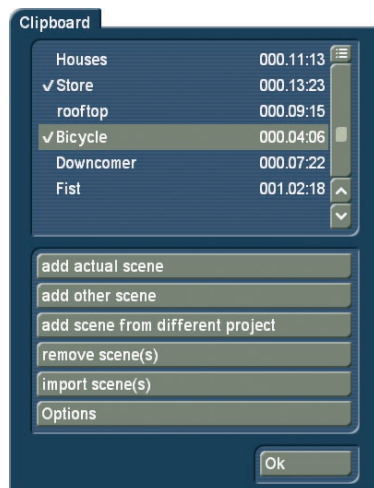 Clipboard
Houses 000.11:13
✓Store 000.13:23
rooftop 000.09:15
✓Bicycle 000.04:06
Downcomer 000.07:22
Fist 001.02:18
add actual scene
add other scene
add scene from different project
remove scene(s)
import scene(s)
Options
Ok